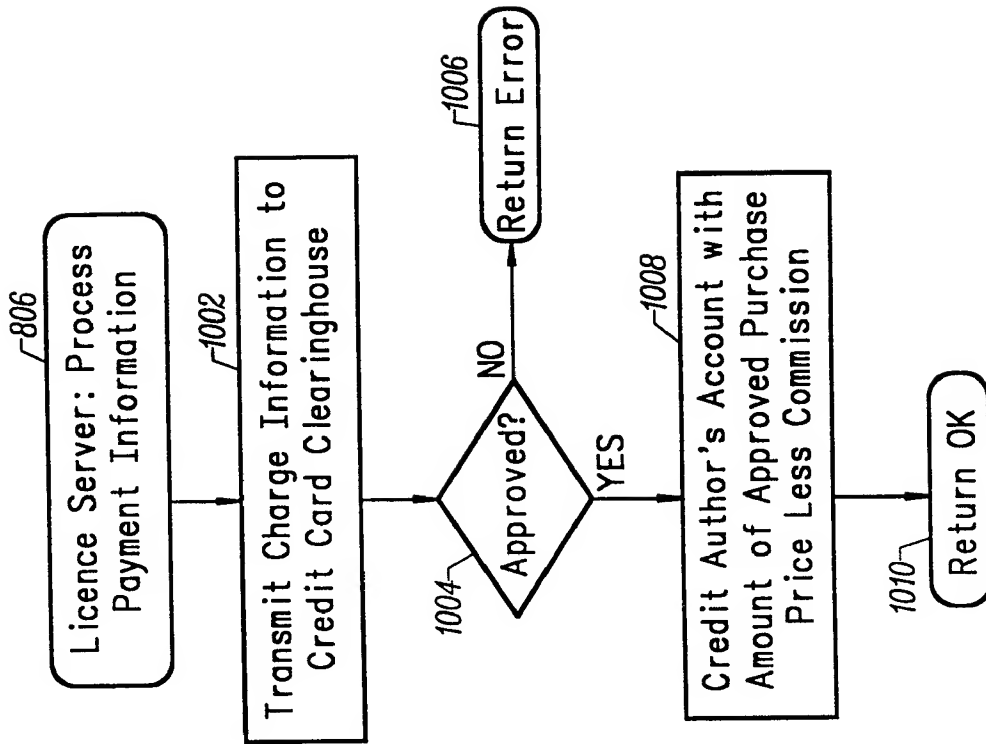 806
Licence Server: Process
Payment Information
1002
Transmit Charge Information to
Credit Card Clearinghouse
1004
Approved?
NO
1006
Return Error
YES
1008
Credit Author's Account with
Amount of Approved Purchase
Price Less Commission
1010
Return OK